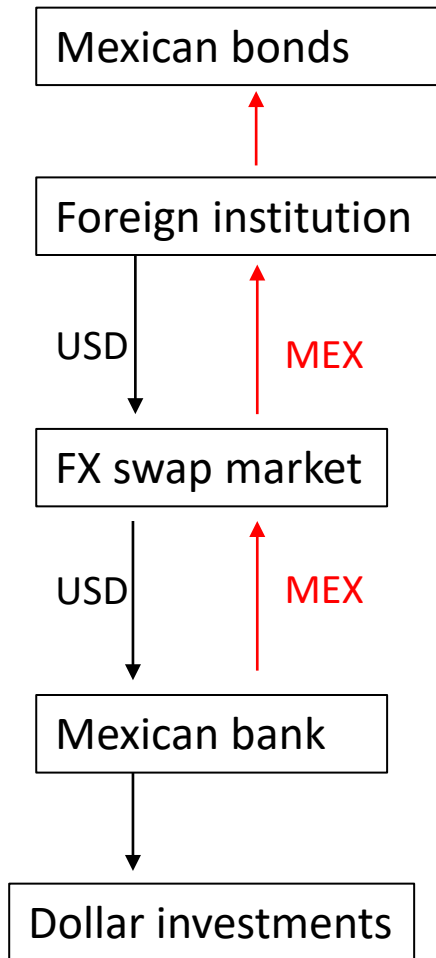 Mexican bonds
Foreign institution
USD
MEX
FX swap market
USD
MEX
Mexican bank
Dollar investments